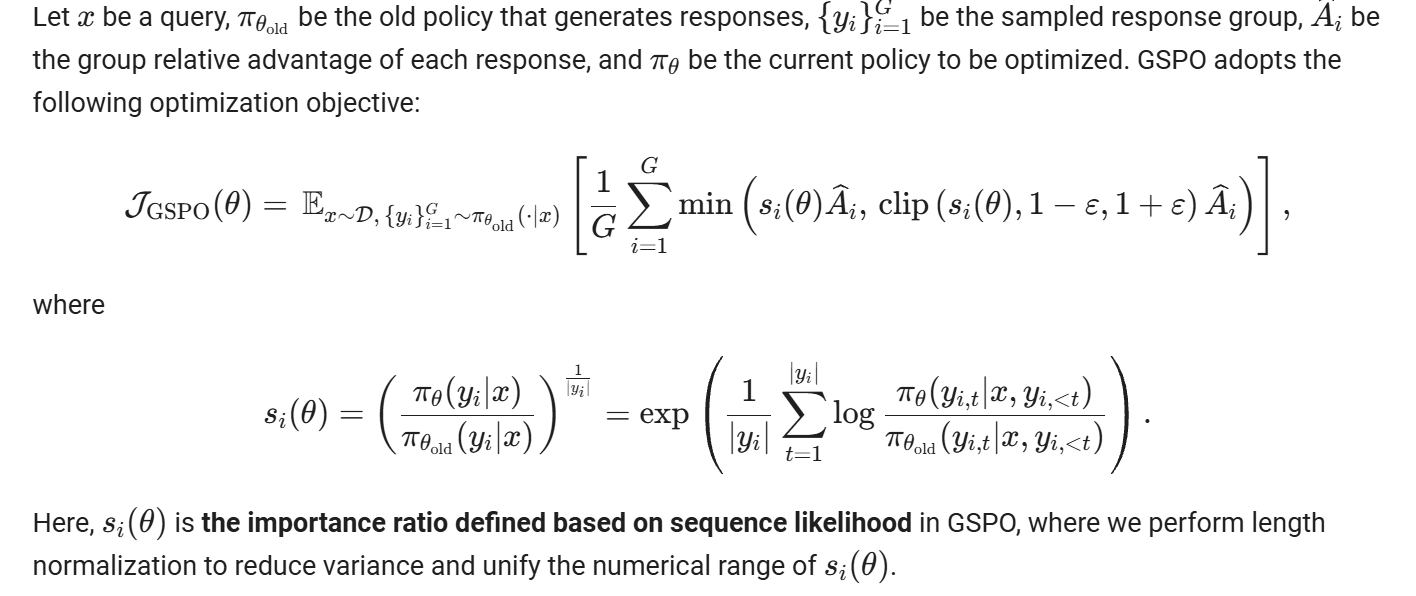 Let $x$ be a query, $\pi_{\theta_{\text{old}}}$ be the old policy that generates responses, $\{y_i\}_{i=1}^{G}$ be the sampled response group, $\widehat{A}_i$ be
the group relative advantage of each response, and $\pi_\theta$ be the current policy to be optimized. GSPO adopts the
following optimization objective:
$\mathcal{J}_{\text{GSPO}}(\theta) = \mathbb{E}_{x \sim \mathcal{D}, \{y_i\}_{i=1}^{G} \sim \pi_{\theta_{\text{old}}}(\cdot|x)} \left[ \frac{1}{G} \sum_{i=1}^{G} \min \left( s_i(\theta) \widehat{A}_i, \text{clip} \left( s_i(\theta), 1 - \varepsilon, 1 + \varepsilon \right) \widehat{A}_i \right) \right],$
where
$s_i(\theta) = \left( \frac{\pi_\theta(y_i|x)}{\pi_{\theta_{\text{old}}}(y_i|x)} \right)^{\frac{1}{|y_i|}} = \exp \left( \frac{1}{|y_i|} \sum_{t=1}^{|y_i|} \log \frac{\pi_\theta(y_{i,t}|x, y_{i,<t})}{\pi_{\theta_{\text{old}}}(y_{i,t}|x, y_{i,<t})} \right).$
Here, $s_i(\theta)$ is the importance ratio defined based on sequence likelihood in GSPO, where we perform length
normalization to reduce variance and unify the numerical range of $s_i(\theta)$.